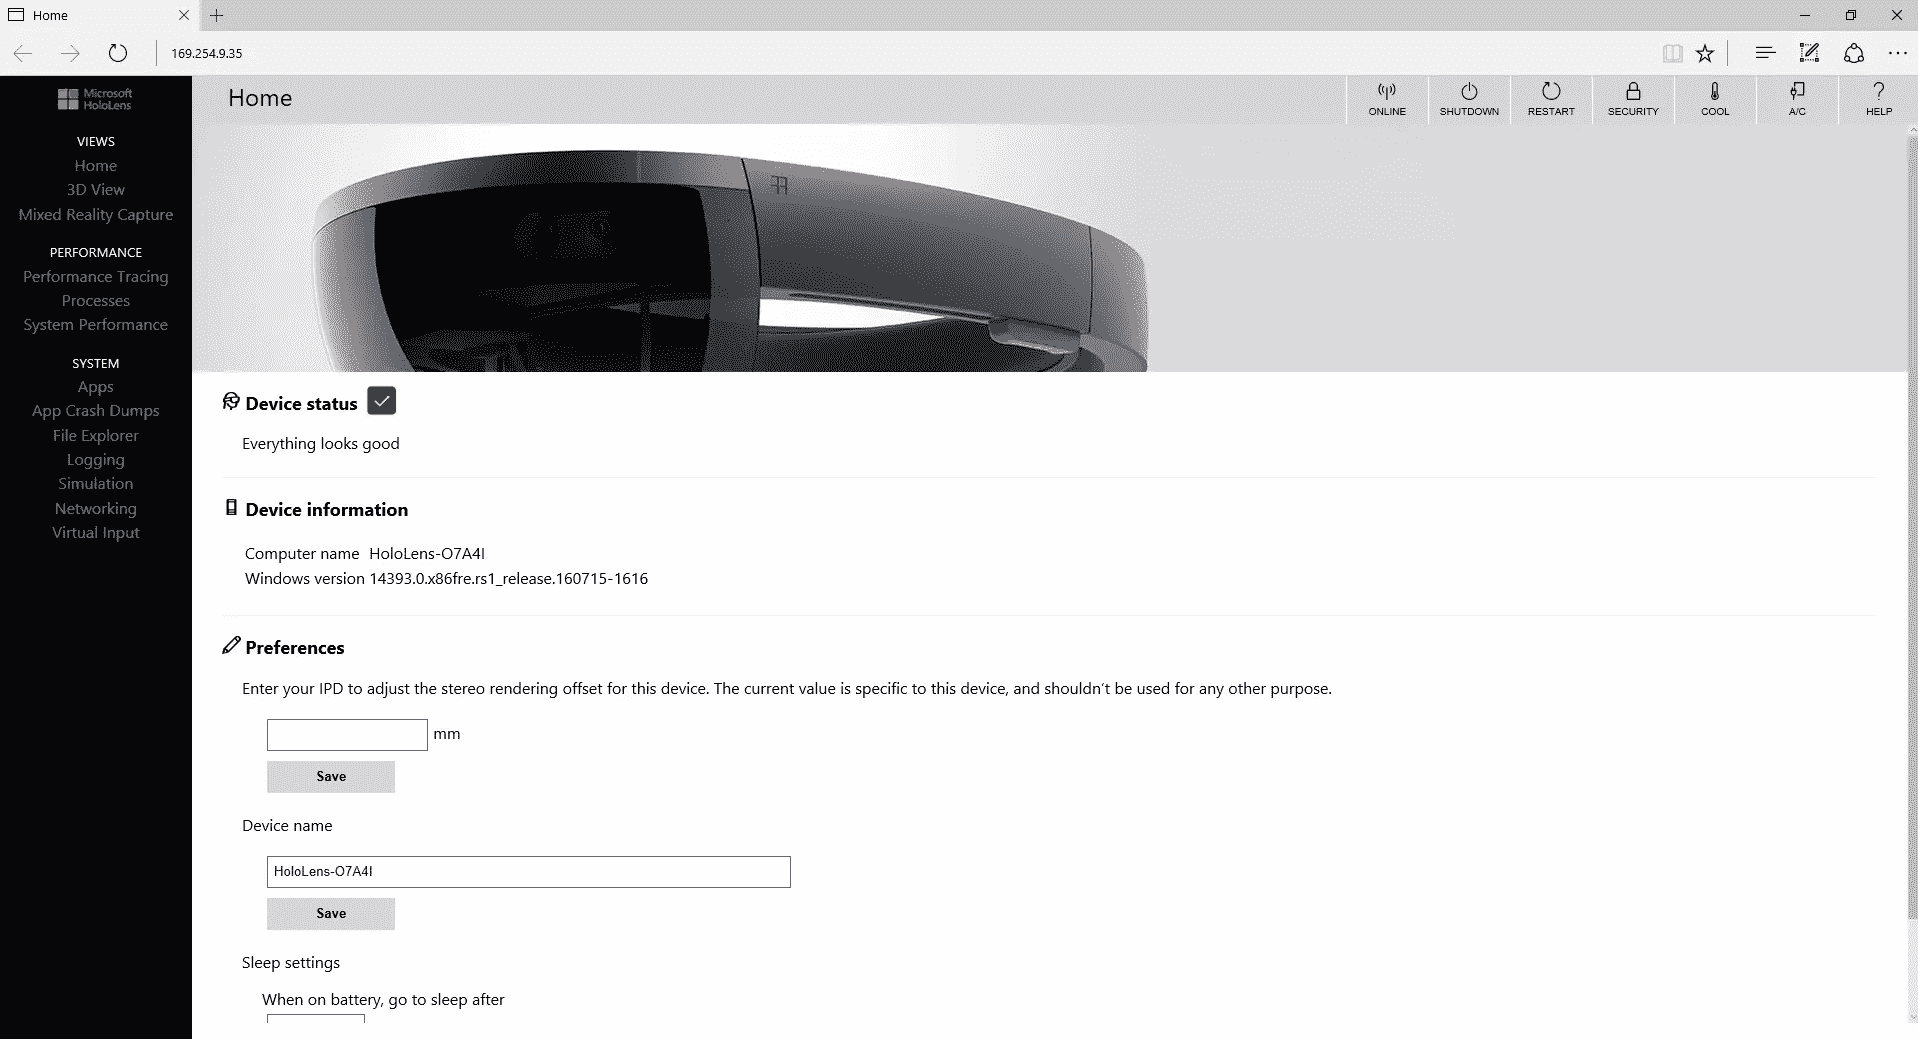 Home
169.254.9.35
Microsoft
HoloLens
VIEWS
Home
3D View
Mixed Reality Capture
PERFORMANCE
Performance Tracing
Processes
System Performance
SYSTEM
Apps
App Crash Dumps
File Explorer
Logging
Simulation
Networking
Virtual Input
Home
ONLINE
SHUTDOWN
RESTART
SECURITY
COOL
A/C
HELP
Device status
Everything looks good
Device information
Computer name HoloLens-O7A4I
Windows version 14393.0.x86fre.rs1_release.160715-1616
Preferences
Enter your IPD to adjust the stereo rendering offset for this device. The current value is specific to this device, and shouldn't be used for any other purpose.
mm
Save
Device name
HoloLens-O7A4I
Save
Sleep settings
When on battery, go to sleep after